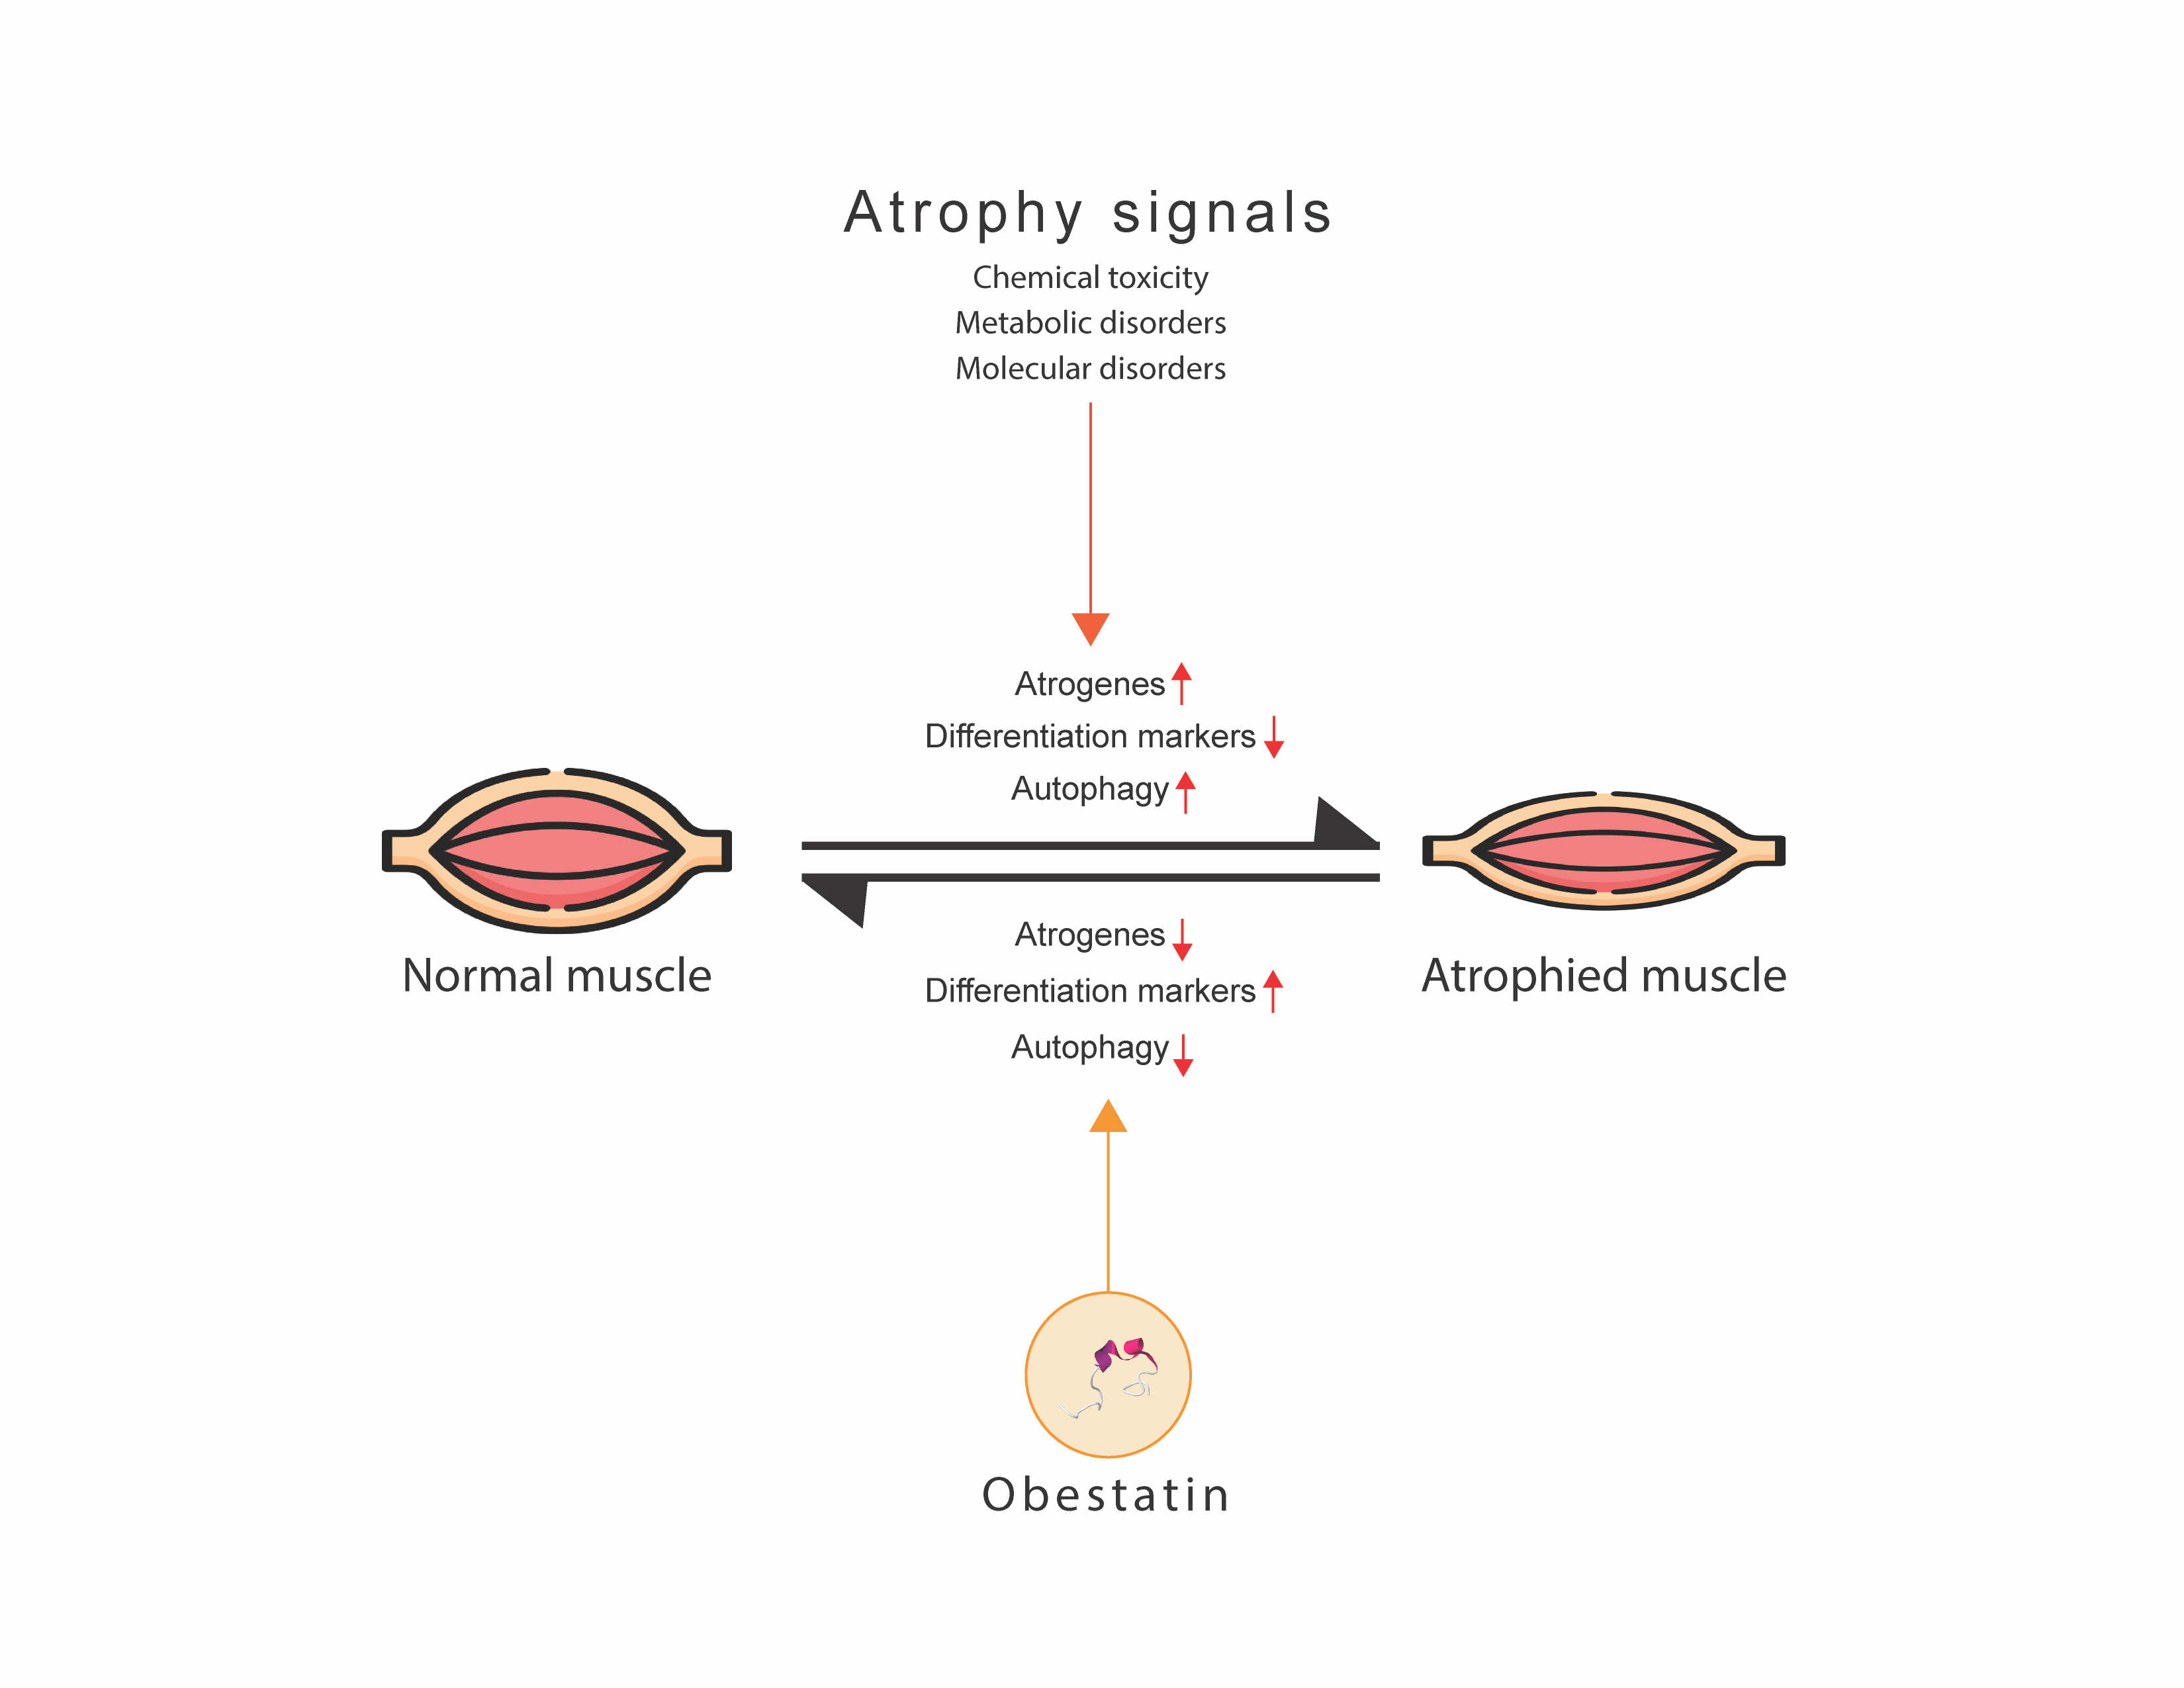 Atrophy signals
Chemical toxicity
Metabolic disorders
Molecular disorders
Atrogenes
Differentiation markers
Autophagy
Normal muscle
Atrophied muscle
Atrogenes
Differentiation markers
Autophagy
Obestatin